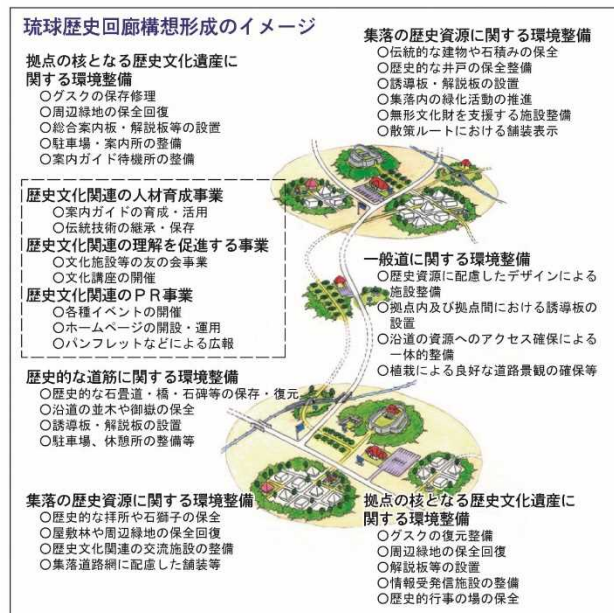 琉球歴史回廊構想形成のイメージ
拠点の核となる歴史文化遺産に
関する環境整備
○グスクの保存修理
○周辺緑地の保全回復
○総合案内板・解説板等の設置
○駐車場・案内所の整備
○案内ガイド待機所の整備
歴史文化関連の人材育成事業
○案内ガイドの育成・活用
○伝統技術の継承・保存
歴史文化関連の理解を促進する事業
○文化施設等の友の会事業
○文化講座の開催
歴史文化関連のPR事業
○各種イベントの開催
○ホームページの開設・運用
○パンフレットなどによる広報
歴史的な道筋に関する環境整備
○歴史的な石畳道・橋・石碑等の保存・復元
○沿道の並木や御嶽の保全
○誘導板・解説板の設置
○駐車場、休憩所の整備等
集落の歴史資源に関する環境整備
○歴史的な拝所や石獅子の保全
○屋敷林や周辺緑地の保全回復
○歴史文化関連の交流施設の整備
○集落道路網に配慮した舗装等
集落の歴史資源に関する環境整備
○伝統的な建物や石積みの保全
○歴史的な井戸の保全整備
○誘導板・解説板の設置
○集落内の緑化活動の推進
○無形文化財を支援する施設整備
○散策ルートにおける舗装表示
一般道に関する環境整備
○歴史資源に配慮したデザインによる
施設整備
○拠点内及び拠点間における誘導板の
設置
○沿道の資源へのアクセス確保による
一体的整備
○植栽による良好な道路景観の確保等
拠点の核となる歴史文化遺産に
関する環境整備
○グスクの復元整備
○周辺緑地の保全回復
○解説板等の設置
○情報受発信施設の整備
○歴史的行事の場の保全